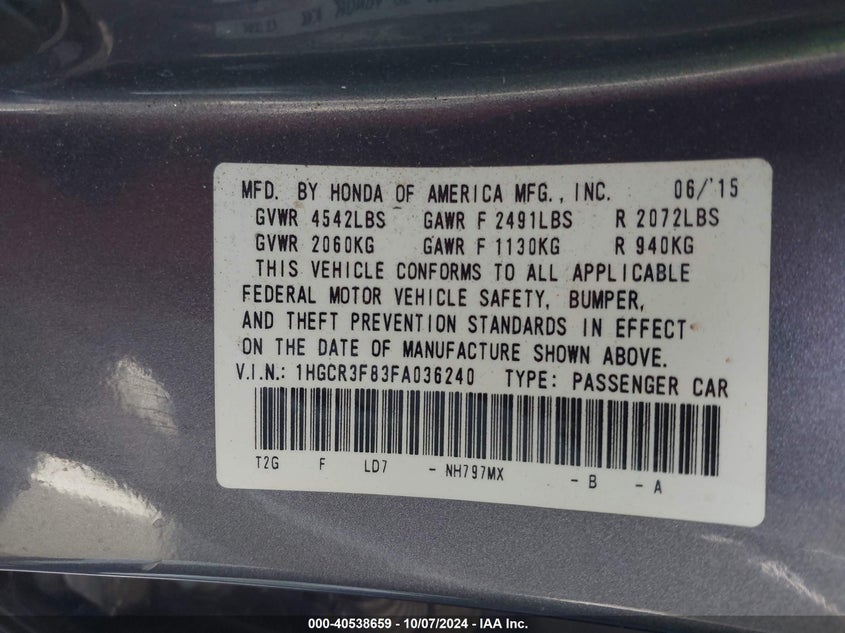 MFD. BY HONDA OF AMERICA MFG., INC. 06/'15
GVWR 4542LBS GAWR F 2491LBS R 2072LBS
GVWR 2060KG GAWR F 1130KG R 940KG
THIS VEHICLE CONFORMS TO ALL APPLICABLE
FEDERAL MOTOR VEHICLE SAFETY, BUMPER,
AND THEFT PREVENTION STANDARDS IN EFFECT
ON THE DATE OF MANUFACTURE SHOWN ABOVE.
V.I.N.: 1HGCR3F83FA036240 TYPE: PASSENGER CAR
T2G F LD7 - NH797MX - B - A
000-40538659 - 10/07/2024 - IAA Inc.